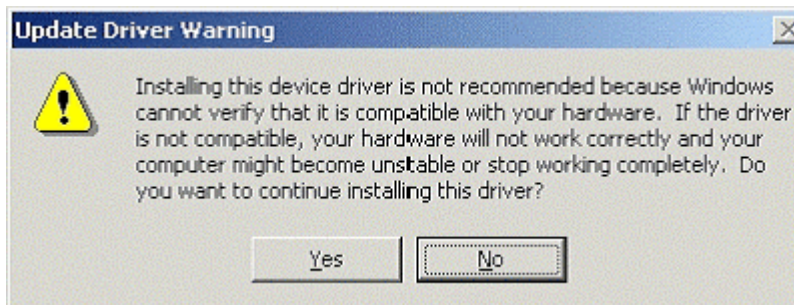 Update Driver Warning
Installing this device driver is not recommended because Windows
cannot verify that it is compatible with your hardware. If the driver
is not compatible, your hardware will not work correctly and your
computer might become unstable or stop working completely. Do
you want to continue installing this driver?
Yes No